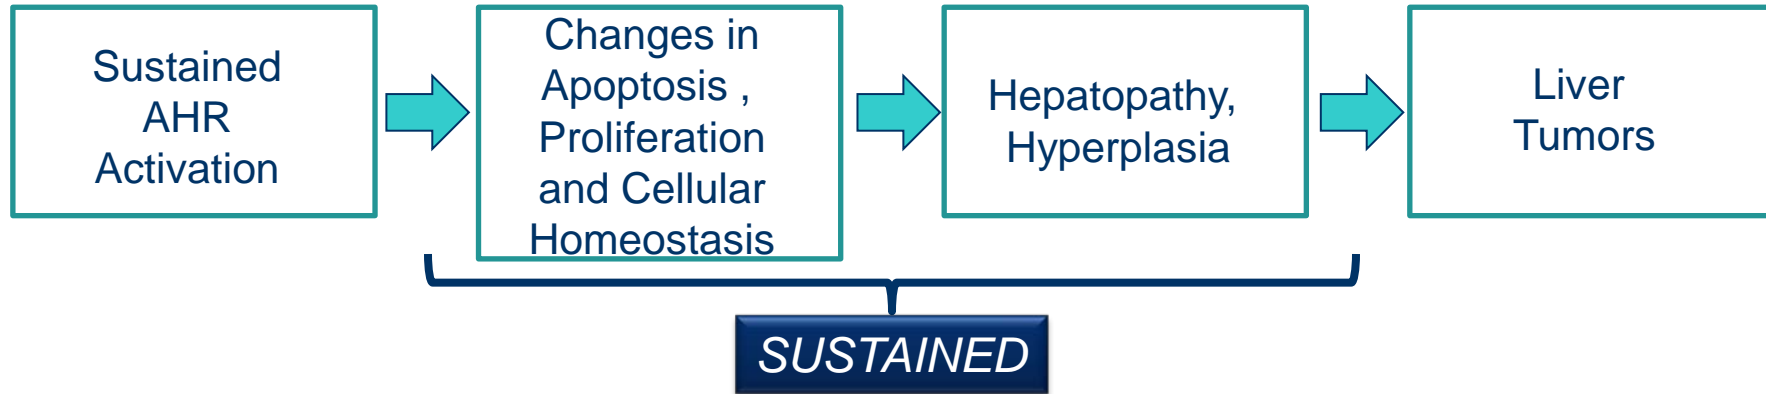 Sustained
AHR
Activation
Changes in
Apoptosis ,
Proliferation
and Cellular
Homeostasis
Hepatopathy,
Hyperplasia
Liver
Tumors
SUSTAINED